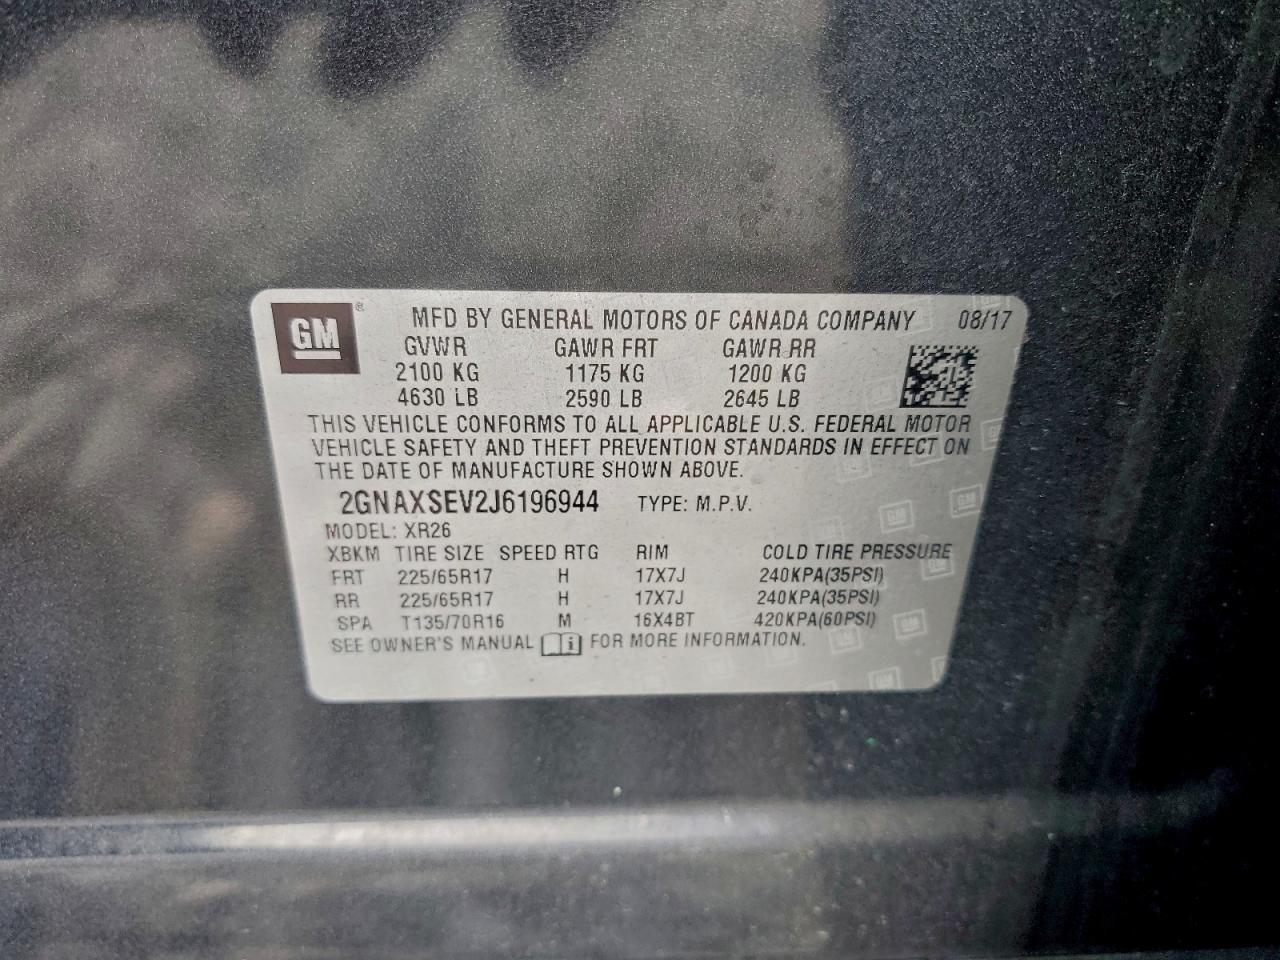 GM® MFD BY GENERAL MOTORS OF CANADA COMPANY 08/17
GVWR GAWR FRT GAWR RR
2100 KG 1175 KG 1200 KG
4630 LB 2590 LB 2645 LB
THIS VEHICLE CONFORMS TO ALL APPLICABLE U.S. FEDERAL MOTOR
VEHICLE SAFETY AND THEFT PREVENTION STANDARDS IN EFFECT ON
THE DATE OF MANUFACTURE SHOWN ABOVE.
2GNAXSEV2J6196944 TYPE: M.P.V.
MODEL: XR26
XBKM TIRE SIZE SPEED RTG RIM COLD TIRE PRESSURE
FRT 225/65R17 H 17X7J 240KPA(35PSI)
RR 225/65R17 H 17X7J 240KPA(35PSI)
SPA T135/70R16 M 16X4BT 420KPA(60PSI)
SEE OWNER'S MANUAL i FOR MORE INFORMATION.